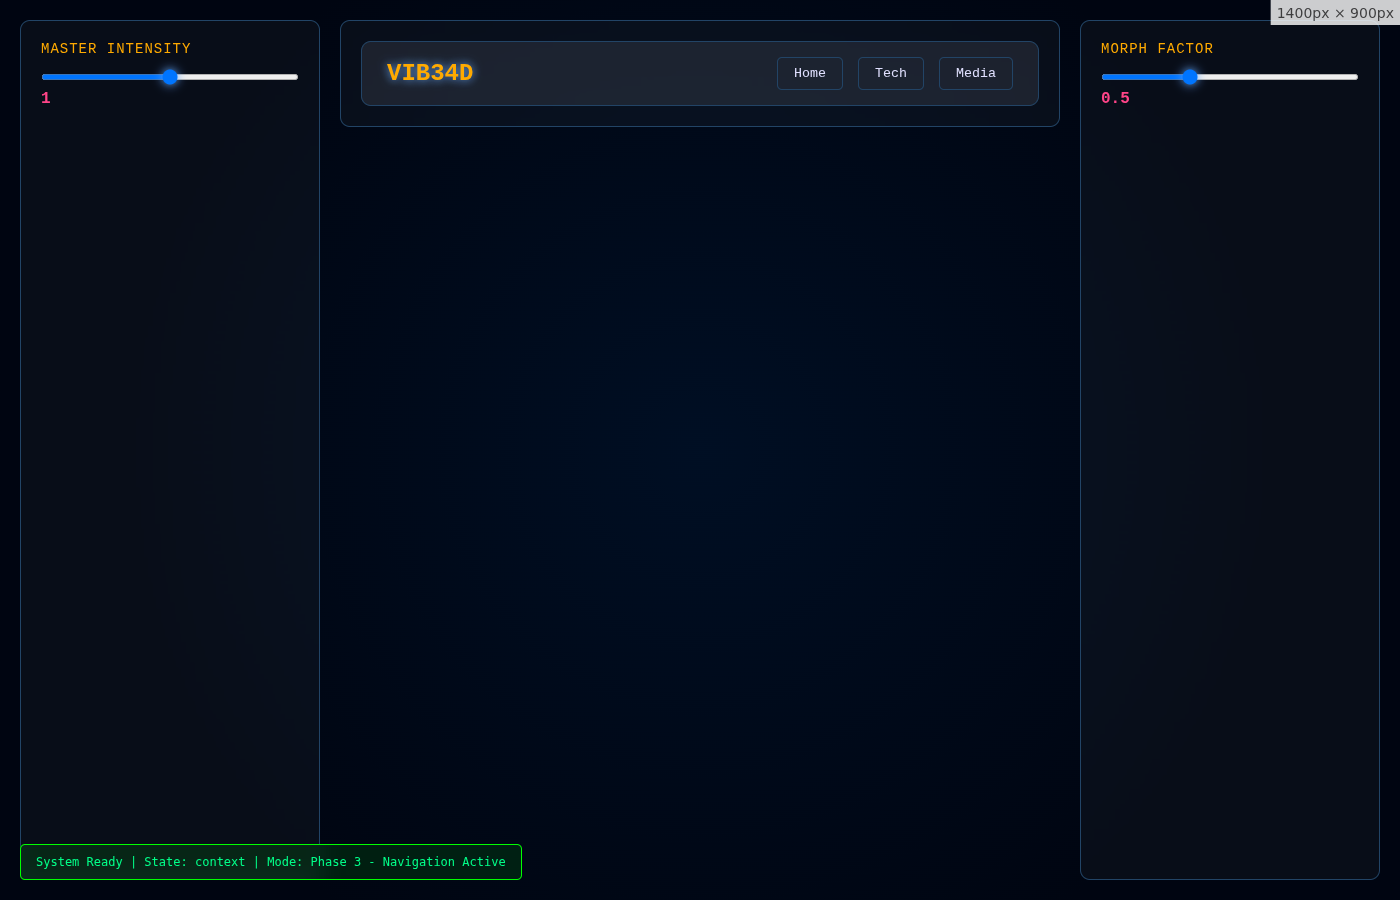 1400px × 900px
MASTER INTENSITY
1
VIB34D
Home
Tech
Media
MORPH FACTOR
0.5
System Ready | State: context | Mode: Phase 3 - Navigation Active